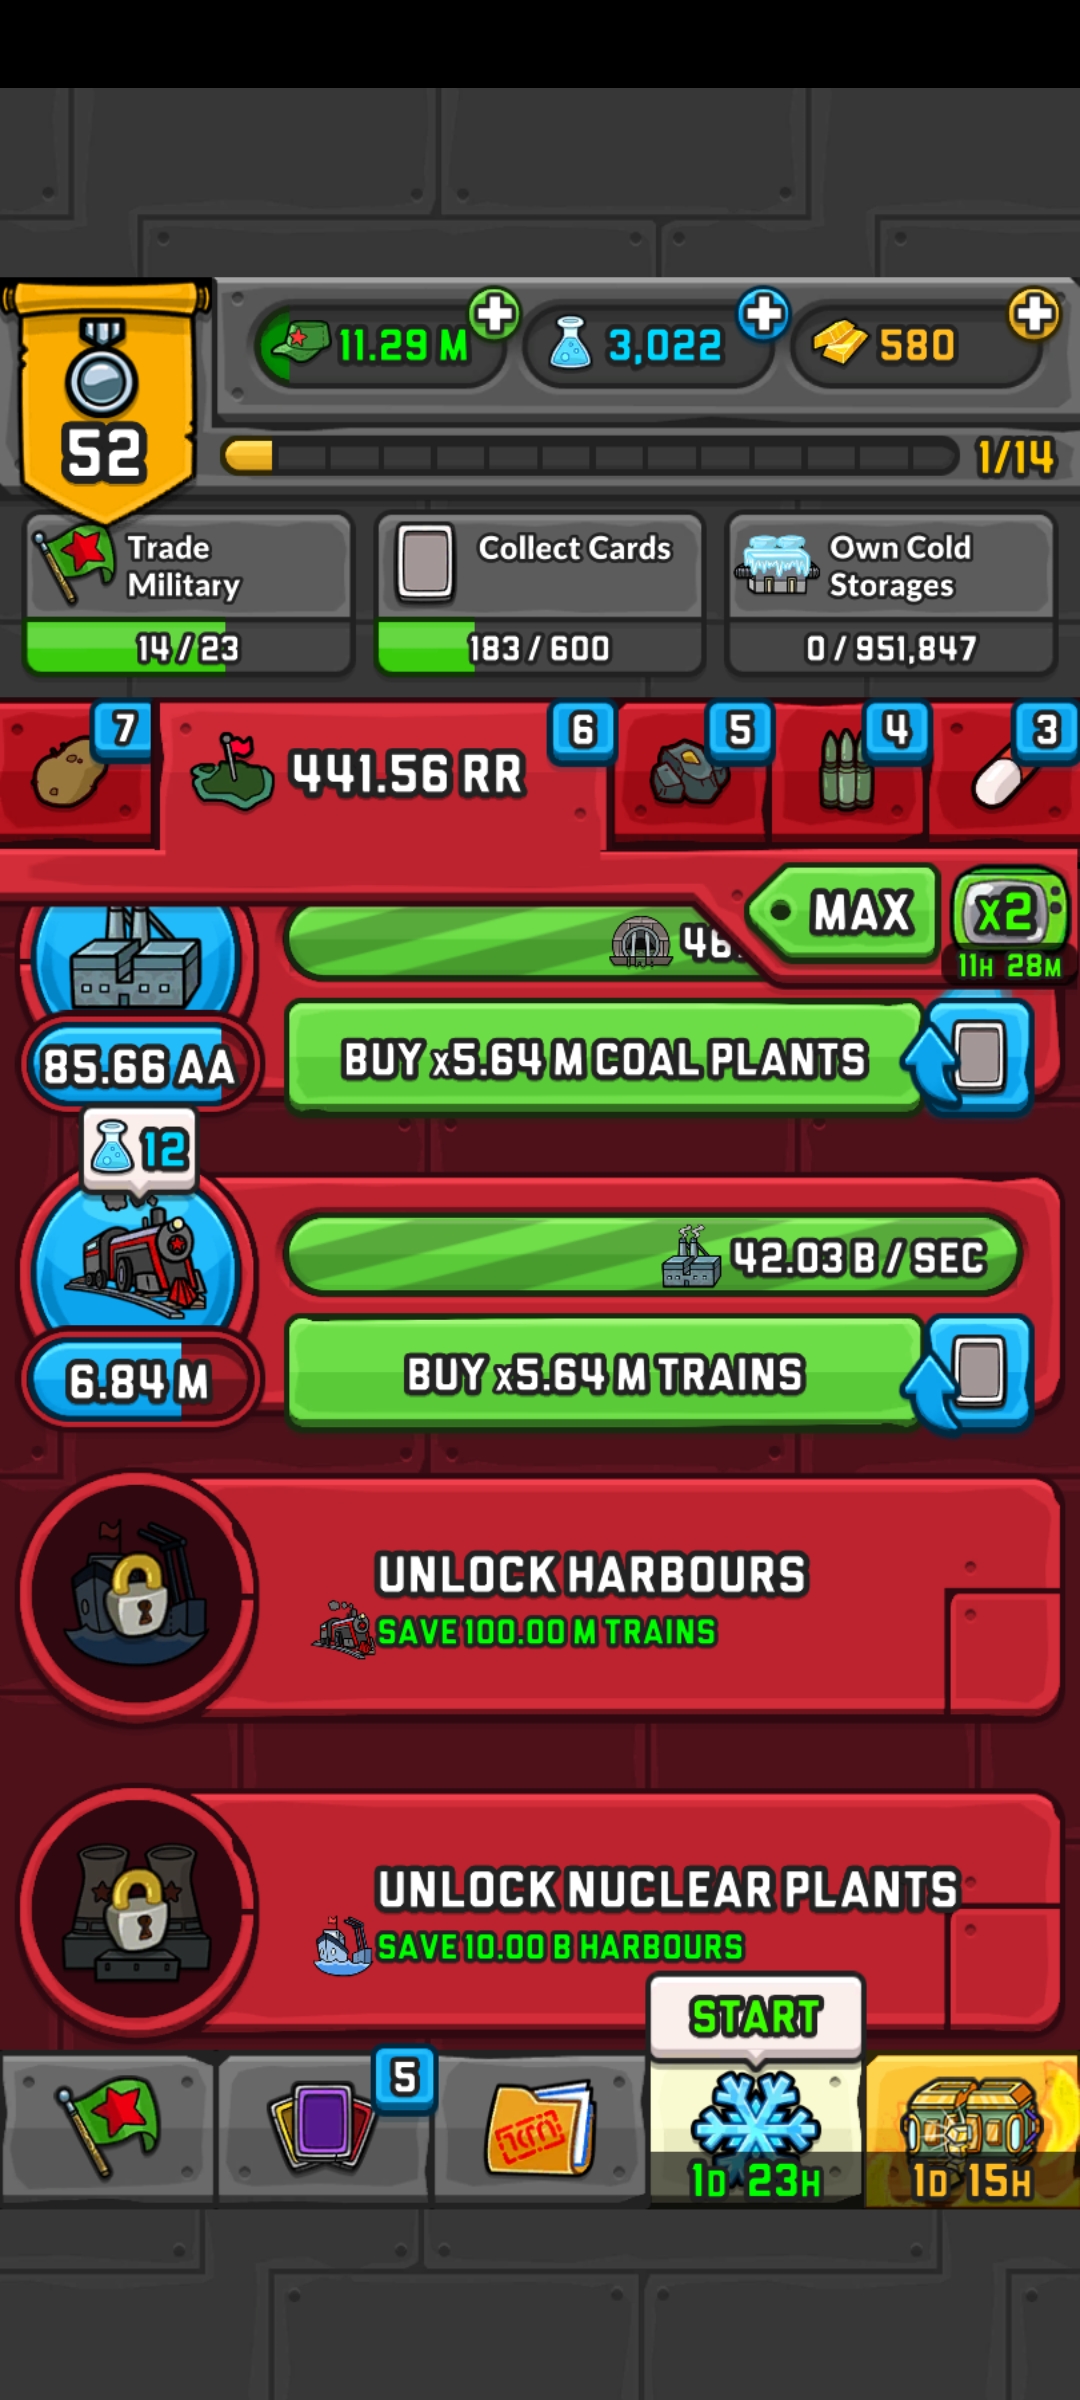 11.29 M
3,022
580
52
1/14
Trade
Military
14 / 23
Collect Cards
183 / 600
Own Cold
Storages
0 / 951,847
7
441.56 RR
6
5
4
3
MAX
x2
11H 28M
46.
85.66 AA
BUY x5.64 M COAL PLANTS
12
42.03 B / SEC
6.84 M
BUY x5.64 M TRAINS
UNLOCK HARBOURS
SAVE 100.00 M TRAINS
UNLOCK NUCLEAR PLANTS
SAVE 10.00 B HARBOURS
START
5
1D 23H
1D 15H